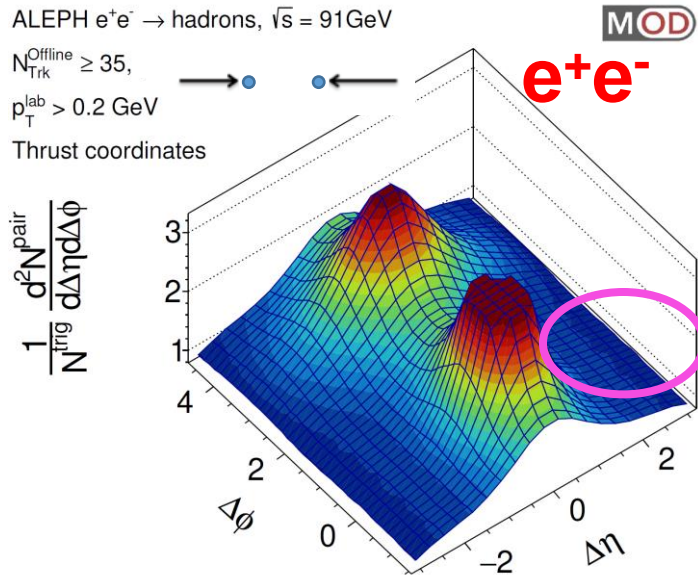 ALEPH e⁺e⁻ → hadrons, √s = 91GeV
MOD
N_Trk^Offline ≥ 35,
p_T^lab > 0.2 GeV
Thrust coordinates
e⁺e⁻
1/N^trig d²N^pair/dΔηdΔϕ
3
2
1
4
2
0
Δϕ
−2
0
2
Δη